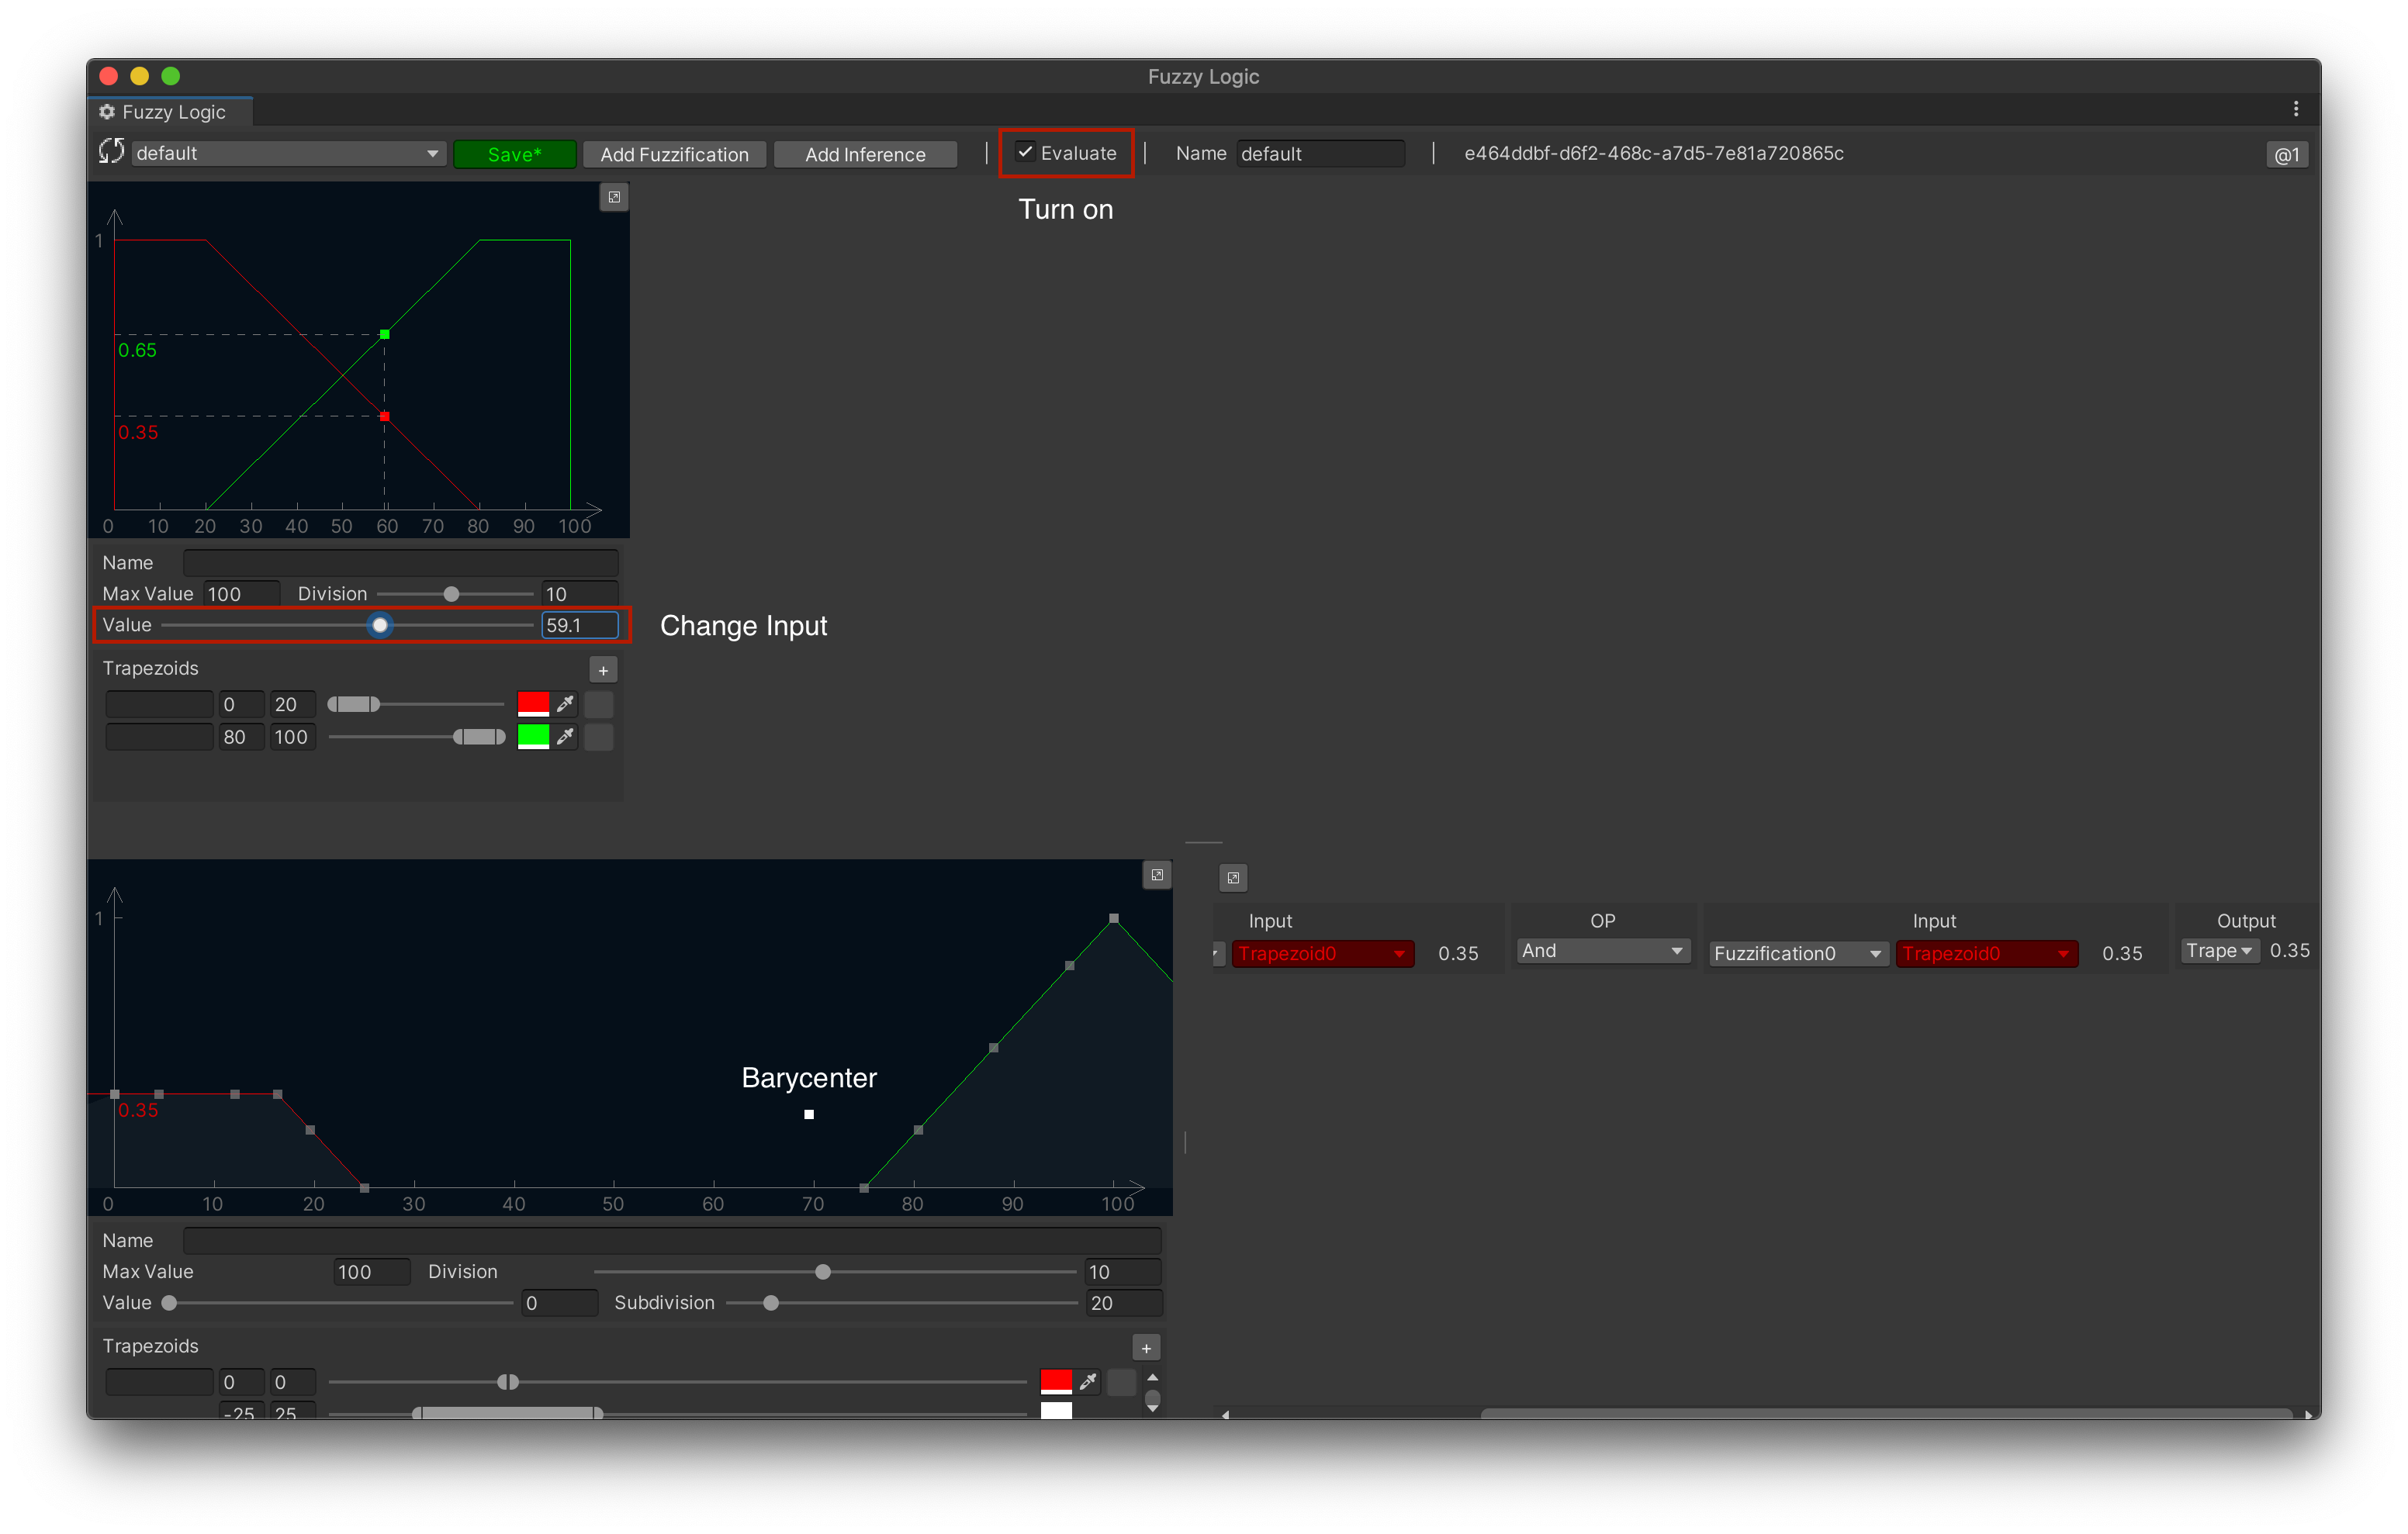 Fuzzy Logic
Fuzzy Logic
default Save* Add Fuzzification Add Inference Evaluate Name default e464ddbf-d6f2-468c-a7d5-7e81a720865c @1
Turn on
1
0.65
0.35
0 10 20 30 40 50 60 70 80 90 100
Name
Max Value 100 Division 10
Value 59.1
Change Input
Trapezoids +
0 20
80 100
1
0.35
Barycenter
0 10 20 30 40 50 60 70 80 90 100
Input OP Input Output
Trapezoid0 0.35 And Fuzzification0 Trapezoid0 0.35 Trape 0.35
Name
Max Value 100 Division 10
Value 0 Subdivision 20
Trapezoids +
0 0
-25 25